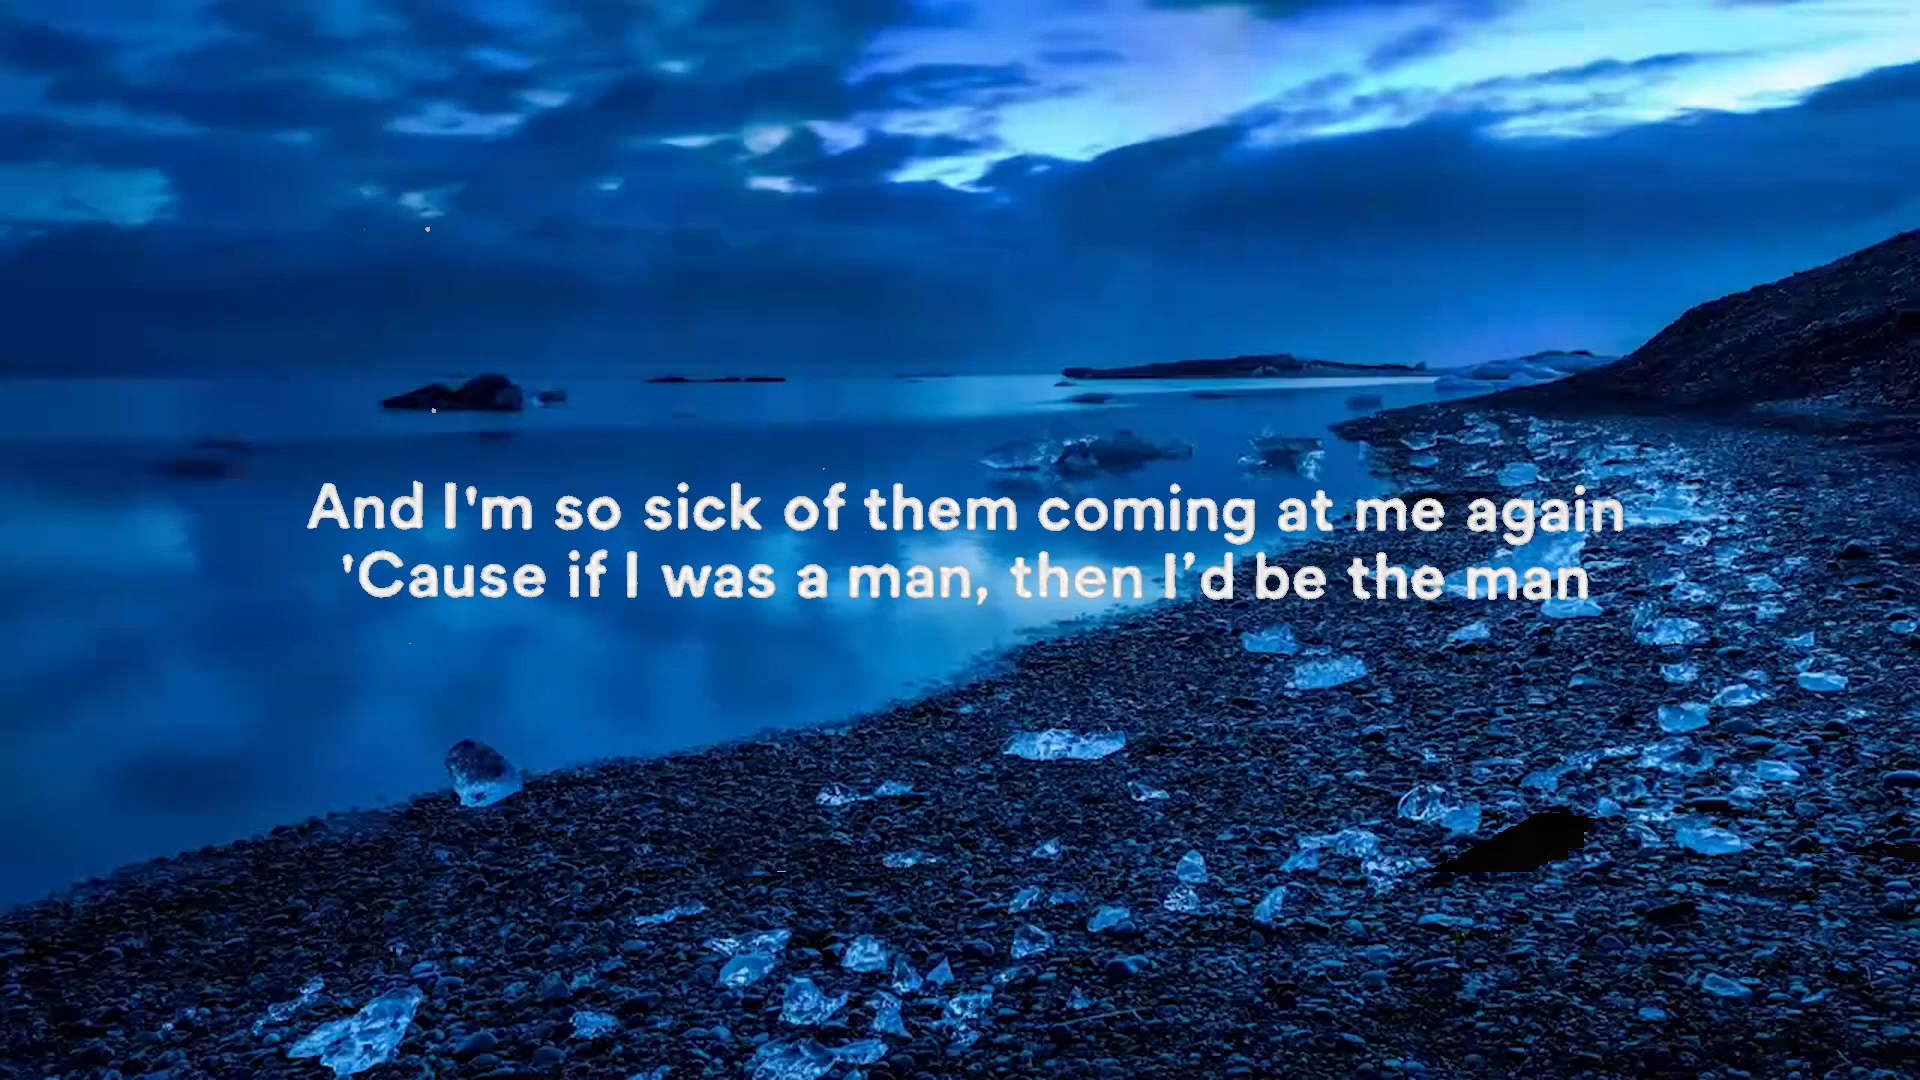 And I'm so sick of them coming at me again
'Cause if I was a man, then I’d be the man